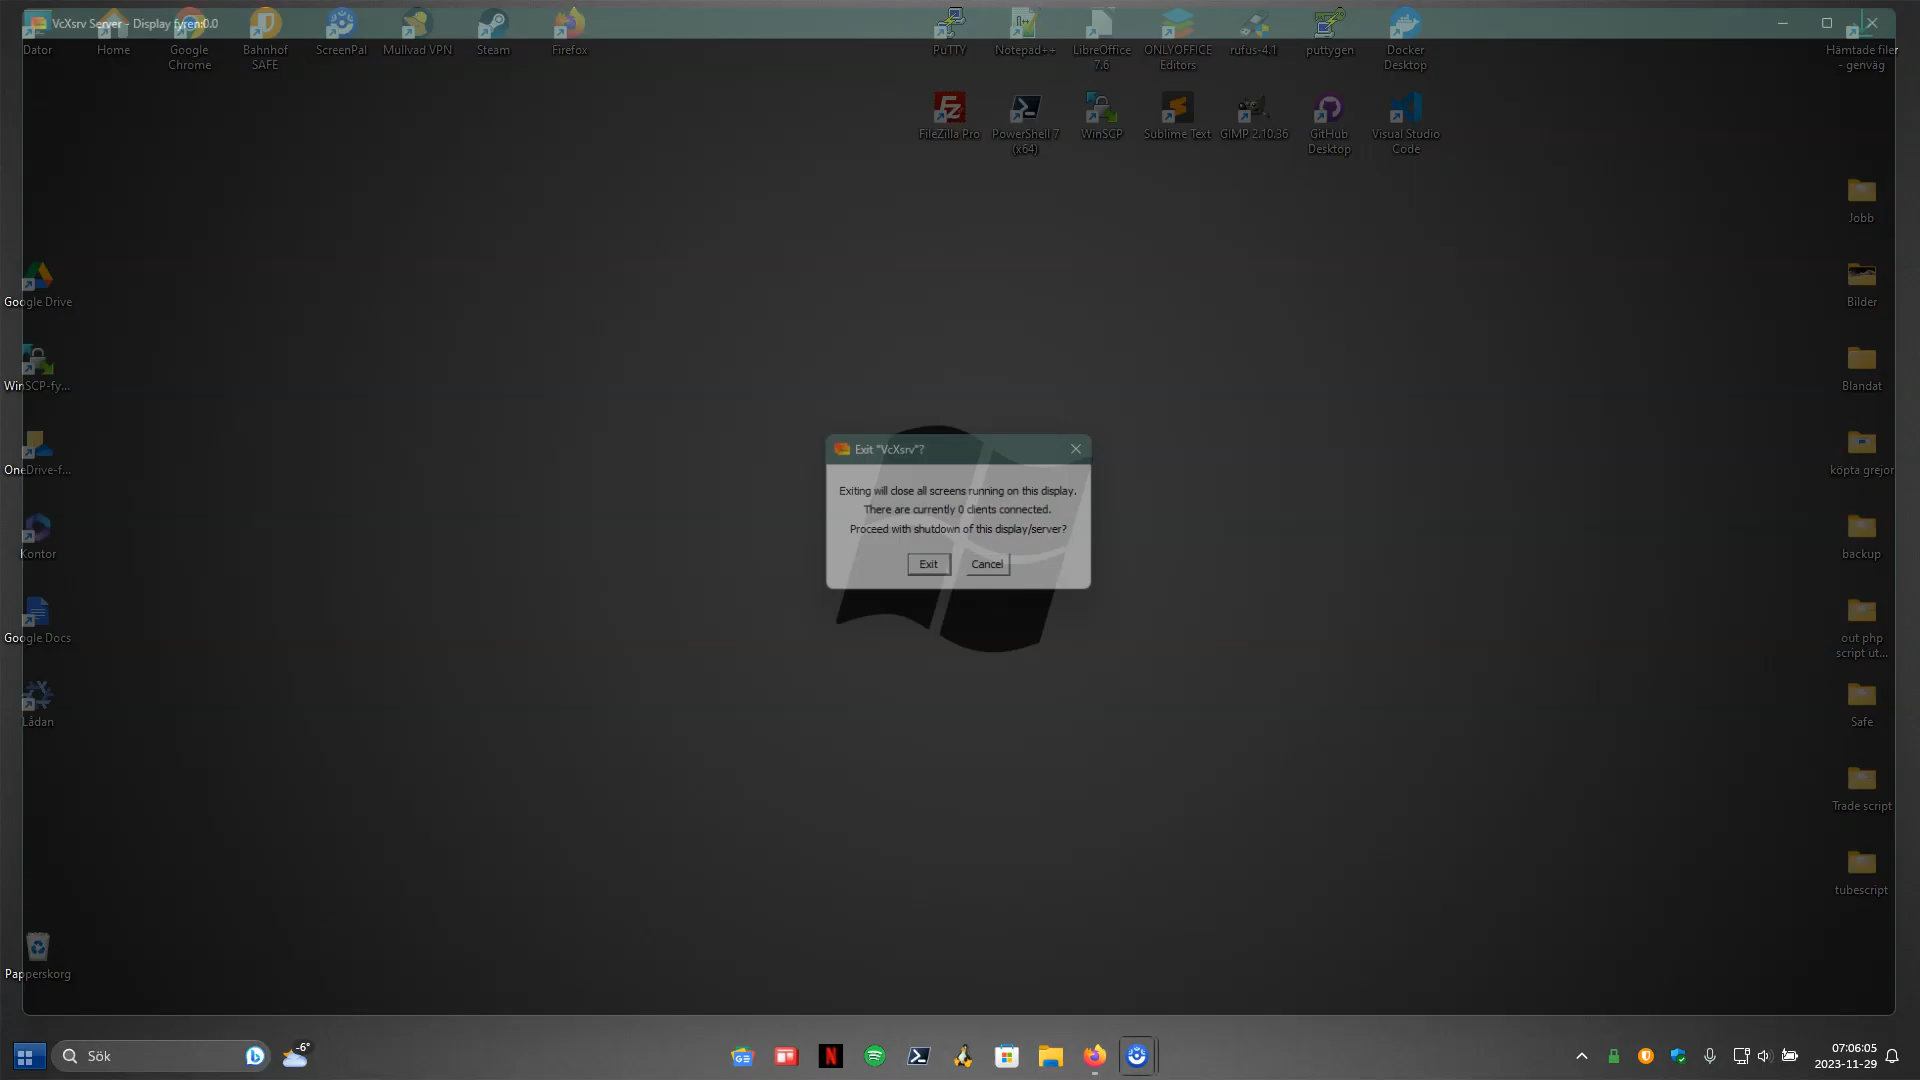 VcXsrv Server - Display fyren:0.0
Dator
Home
Google
Chrome
Bahnhof
SAFE
ScreenPal
Mullvad VPN
Steam
Firefox
PuTTY
Notepad++
LibreOffice
7.6
ONLYOFFICE
Editors
rufus-4.1
puttygen
Docker
Desktop
Hämtade filer
- genväg
FileZilla Pro
PowerShell 7
(x64)
WinSCP
Sublime Text
GIMP 2.10.36
GitHub
Desktop
Visual Studio
Code
Jobb
Google Drive
Bilder
WinSCP-fy...
Blandat
OneDrive-f...
köpta grejor
Exit "VcXsrv"?
Exiting will close all screens running on this display.
There are currently 0 clients connected.
Proceed with shutdown of this display/server?
Exit
Cancel
Kontor
backup
Google Docs
out php
script ut...
Lådan
Safe
Trade script
tubescript
Papperskorg
Sök
-6°
07:06:05
2023-11-29